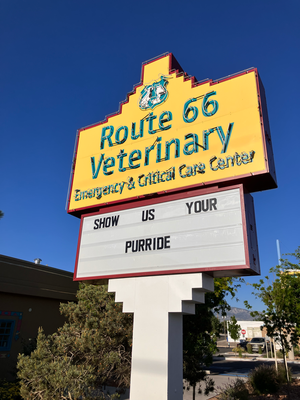 Route 66
Veterinary
Emergency & Critical Care Center
SHOW US YOUR
PURRIDE